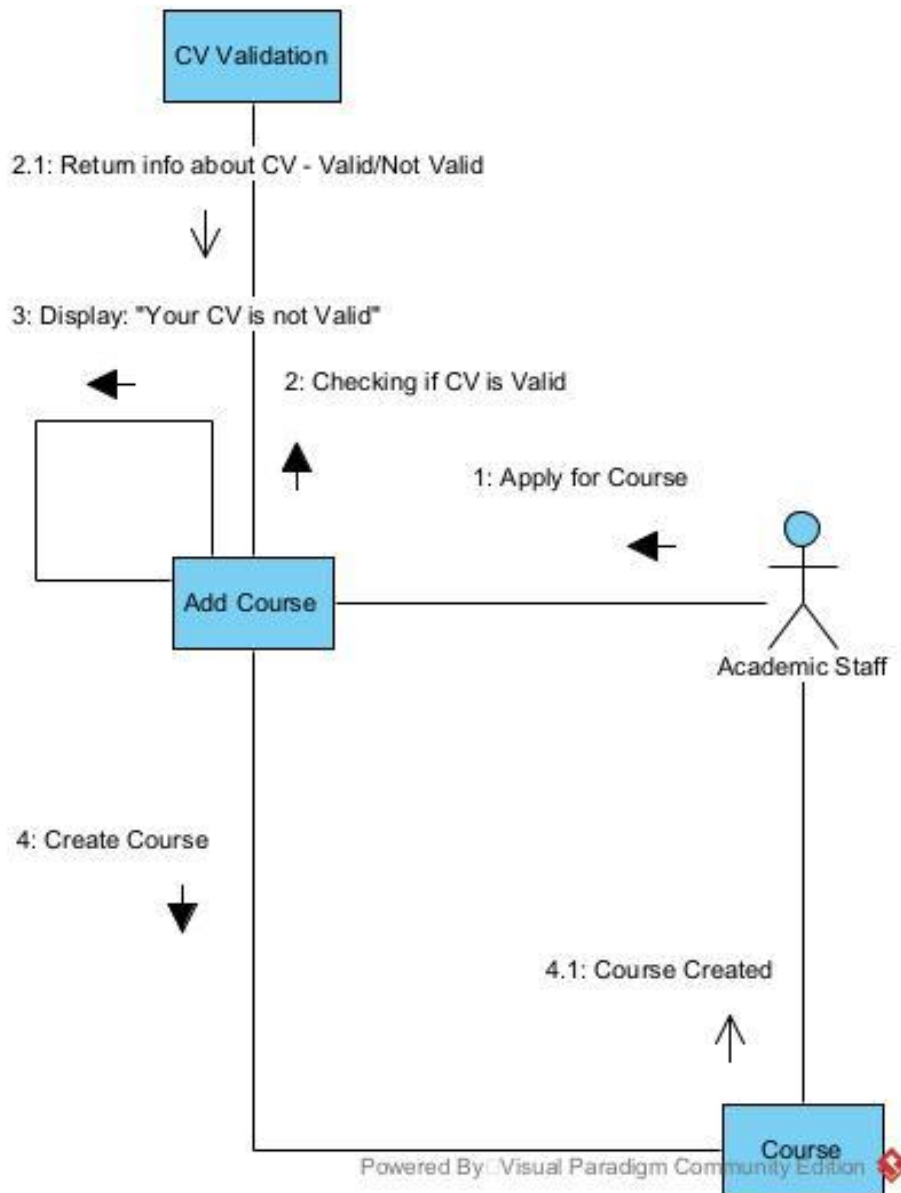 CV Validation
2.1: Return info about CV - Valid/Not Valid
3: Display: "Your CV is not Valid"
2: Checking if CV is Valid
1: Apply for Course
Add Course
Academic Staff
4: Create Course
4.1: Course Created
Course
Powered By Visual Paradigm Community Edition